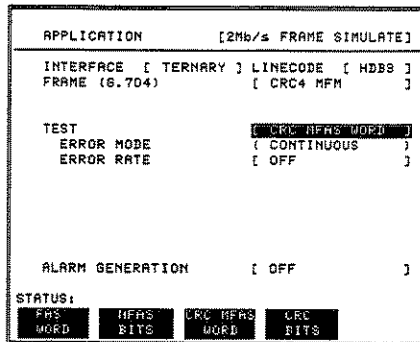 APPLICATION [2Mb/s FRAME SIMULATE]
INTERFACE [ TERNARY ] LINECODE [ HDB3 ]
FRAME (G.704) [ CRC4 MFM ]
TEST [ CRC MFAS WORD ]
ERROR MODE ( CONTINUOUS )
ERROR RATE [ OFF ]
ALARM GENERATION [ OFF ]
STATUS:
FAS MFAS CRC MFAS CRC
WORD BITS WORD BITS